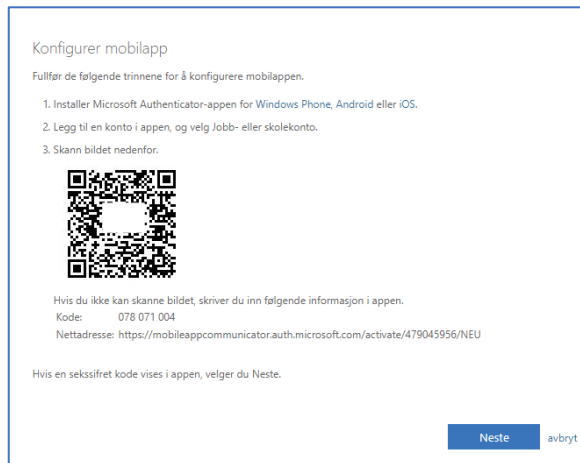 Konfigurer mobilapp
Fullfør de følgende trinnene for å konfigurere mobilappen.
1. Installer Microsoft Authenticator-appen for Windows Phone, Android eller iOS.
2. Legg til en konto i appen, og velg Jobb- eller skolekonto.
3. Skann bildet nedenfor.
Hvis du ikke kan skanne bildet, skriver du inn følgende informasjon i appen.
Kode: 078 071 004
Nettadresse: https://mobileappcommunicator.auth.microsoft.com/activate/479045956/NEU
Hvis en sekssifret kode vises i appen, velger du Neste.
Neste avbryt